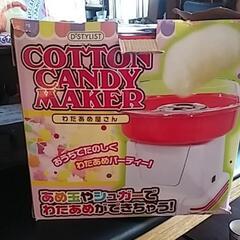 D-STYLIST
COTTON
CANDY
MAKER
わたあめ屋さん
おうちでたのしく
わたあめパーティー!
あめ玉やシュガーで
わたあめができちゃう!